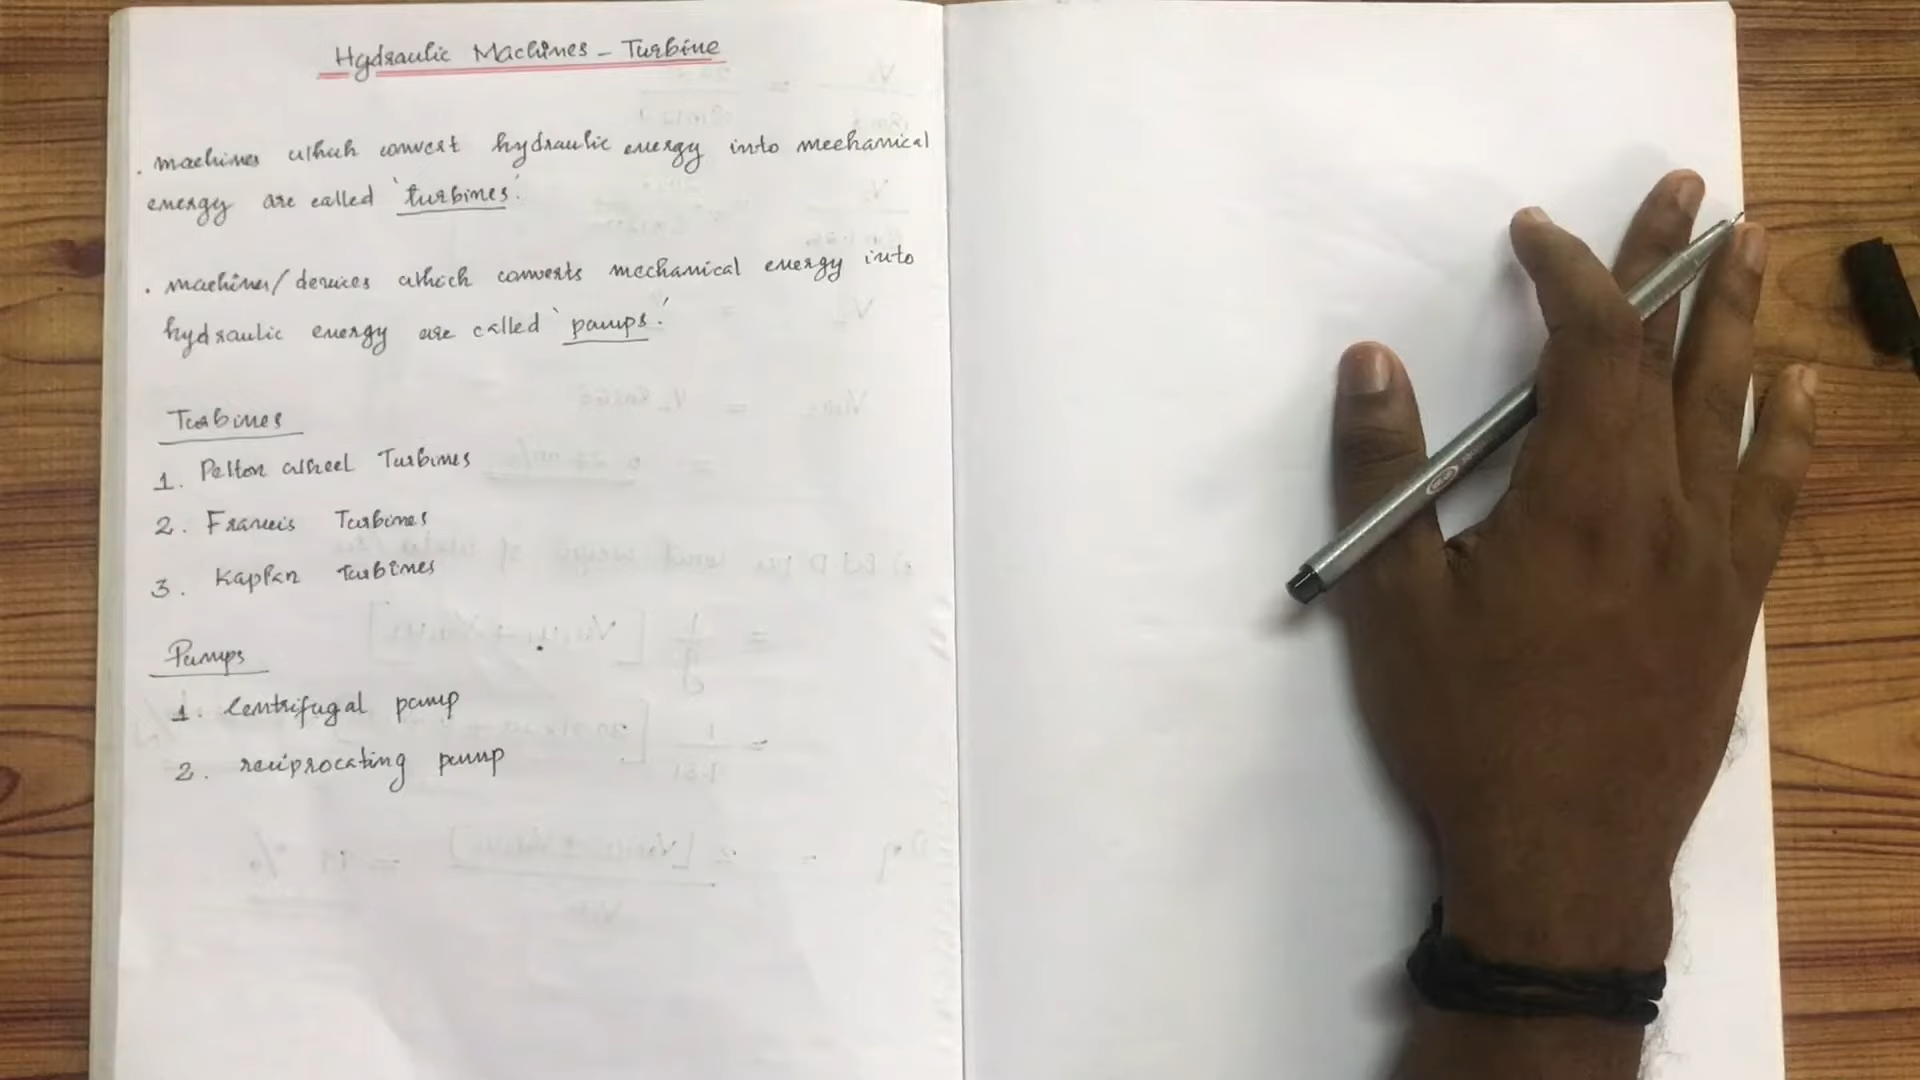 Hydraulic Machines - Turbine
. machines which convert hydraulic energy into mechanical
energy are called 'turbines'.
. machines/devices which converts mechanical energy into
hydraulic energy are called 'pumps'.
Turbines
1. Pelton wheel Turbines
2. Francis Turbines
3. Kaplan Turbines
Pumps
1. Centrifugal pump
2. reciprocating pump